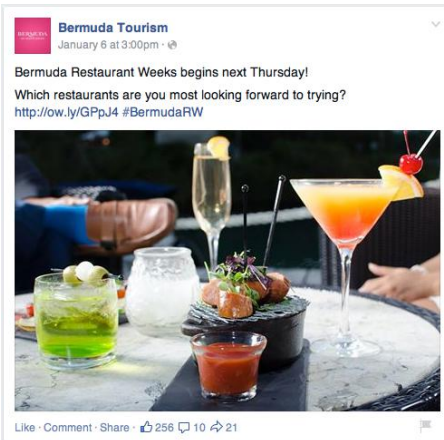 BERMUDA
Bermuda Tourism
January 6 at 3:00pm ·
Bermuda Restaurant Weeks begins next Thursday!
Which restaurants are you most looking forward to trying?
http://ow.ly/GPpJ4 #BermudaRW
Like · Comment · Share · 256 10 21